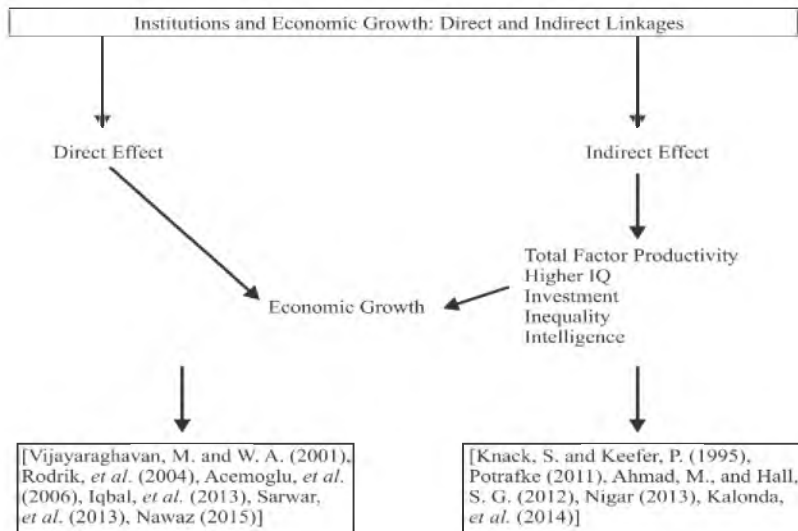 Institutions and Economic Growth: Direct and Indirect Linkages
Direct Effect
Indirect Effect
Total Factor Productivity
Higher IQ
Investment
Inequality
Intelligence
Economic Growth
[Vijayaraghavan, M. and W. A. (2001),
Rodrik, et al. (2004), Acemoglu, et al.
(2006), Iqbal, et al. (2013), Sarwar,
et al. (2013), Nawaz (2015)]
[Knack, S. and Keefer, P. (1995),
Potrafke (2011), Ahmad, M., and Hall,
S. G. (2012), Nigar (2013), Kalonda,
et al. (2014)]